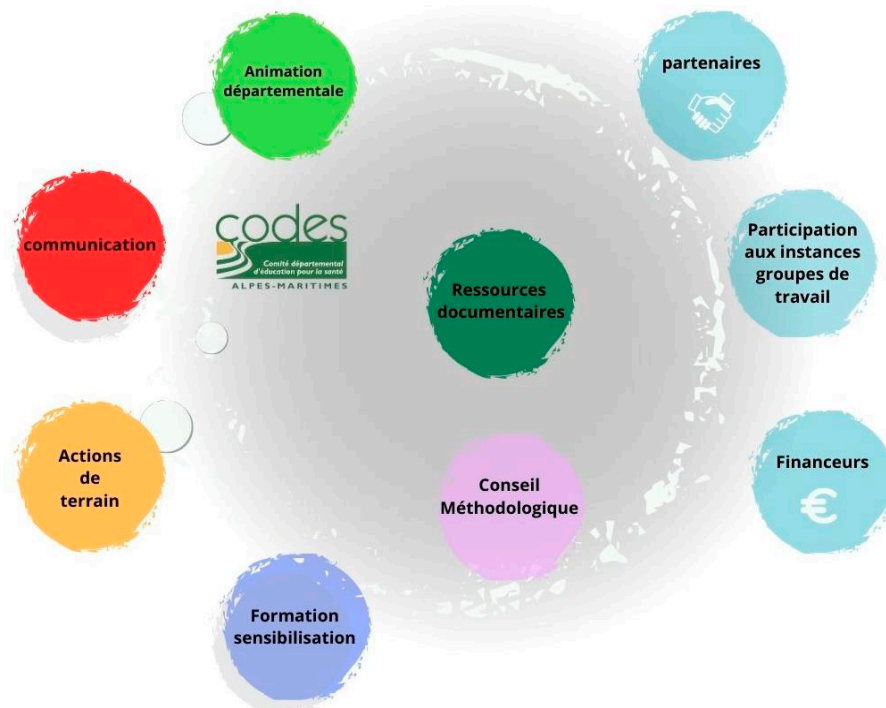 Animation
départementale
partenaires
communication
codes
Comité départemental
d'éducation pour la santé
ALPES-MARITIMES
Participation
aux instances
groupes de
travail
Ressources
documentaires
Actions
de
terrain
Conseil
Méthodologique
Financeurs
€
Formation
sensibilisation